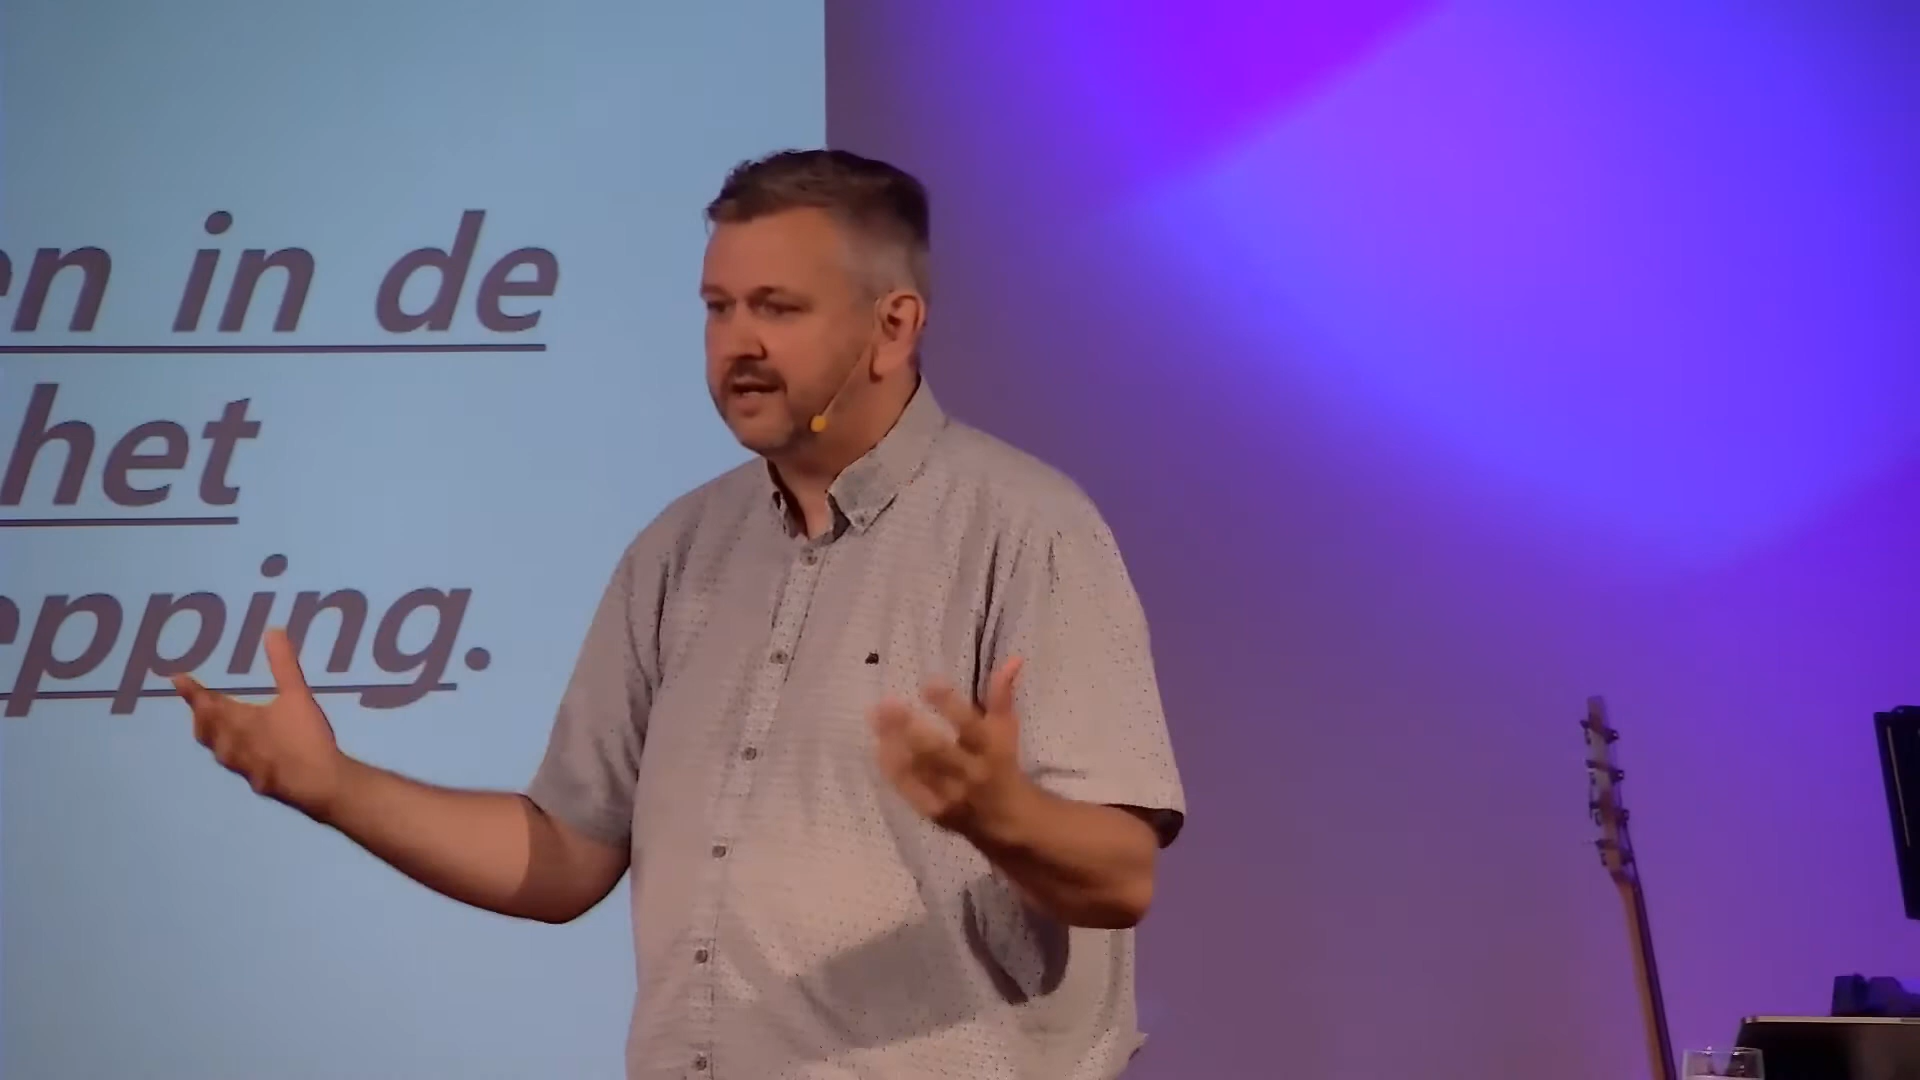 en in de
het
epping.